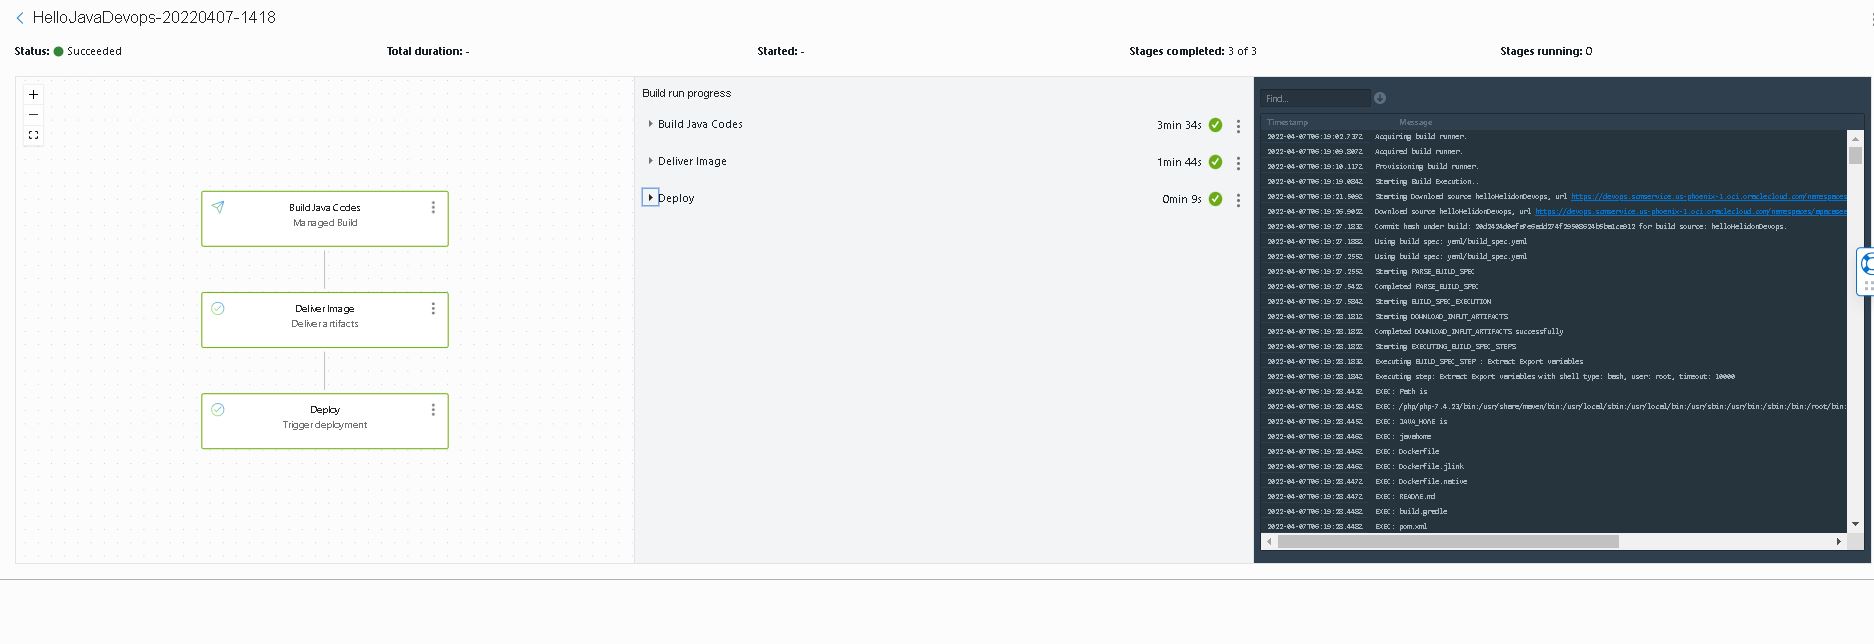 HelloJavaDevops-20220407-1418
Status: Succeeded
Total duration: -
Started: -
Stages completed: 3 of 3
Stages running: 0
Build Java Codes
Managed Build
Deliver Image
Deliver artifacts
Deploy
Trigger deployment
Build run progress
Build Java Codes 3min 34s
Deliver Image 1min 44s
Deploy 0min 9s
Find...
Timestamp Message
2022-04-07T06:19:02.737Z Acquiring build runner.
2022-04-07T06:19:09.807Z Acquired build runner.
2022-04-07T06:19:10.117Z Provisioning build runner.
2022-04-07T06:19:19.084Z Starting Build Execution..
2022-04-07T06:19:21.509Z Starting Download source helloHelidonDevops, url https://devops.scmservice.us-phoenix-1.oci.oraclecloud.com/namespaces
2022-04-07T06:19:26.902Z Download source helloHelidonDevops, url https://devops.scmservice.us-phoenix-1.oci.oraclecloud.com/namespaces/
2022-04-07T06:19:27.183Z Commit hash under build: for build source: helloHelidonDevops.
2022-04-07T06:19:27.188Z Using build spec: yaml/build_spec.yaml
2022-04-07T06:19:27.255Z Using build spec: yaml/build_spec.yaml
2022-04-07T06:19:27.255Z Starting PARSE_BUILD_SPEC
2022-04-07T06:19:27.542Z Completed PARSE_BUILD_SPEC
2022-04-07T06:19:27.584Z Starting BUILD_SPEC_EXECUTION
2022-04-07T06:19:28.181Z Starting DOWNLOAD_INPUT_ARTIFACTS
2022-04-07T06:19:28.182Z Completed DOWNLOAD_INPUT_ARTIFACTS successfully
2022-04-07T06:19:28.182Z Starting EXECUTING_BUILD_SPEC_STEPS
2022-04-07T06:19:28.183Z Executing BUILD_SPEC_STEP : Extract Export variables
2022-04-07T06:19:28.184Z Executing step: Extract Export variables with shell type: bash, user: root, timeout: 10000
2022-04-07T06:19:28.443Z EXEC: Path is
2022-04-07T06:19:28.445Z EXEC: /php/php-7.4.23/bin:/usr/share/maven/bin:/usr/local/sbin:/usr/local/bin:/usr/sbin:/usr/bin:/sbin:/bin:/root/bin:
2022-04-07T06:19:28.445Z EXEC: JAVA_HOME is
2022-04-07T06:19:28.446Z EXEC: javahome
2022-04-07T06:19:28.446Z EXEC: Dockerfile
2022-04-07T06:19:28.446Z EXEC: Dockerfile.jlink
2022-04-07T06:19:28.447Z EXEC: Dockerfile.native
2022-04-07T06:19:28.447Z EXEC: README.md
2022-04-07T06:19:28.448Z EXEC: build.gradle
2022-04-07T06:19:28.448Z EXEC: pom.xml